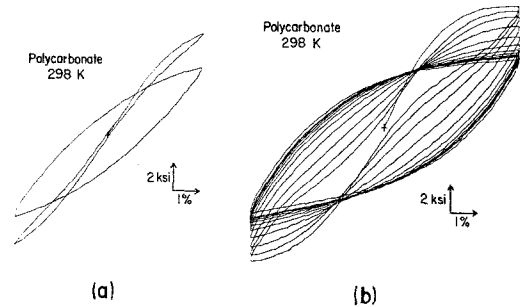 Polycarbonate
298 K
2 ksi
1%
(a)
Polycarbonate
298 K
2 ksi
1%
(b)